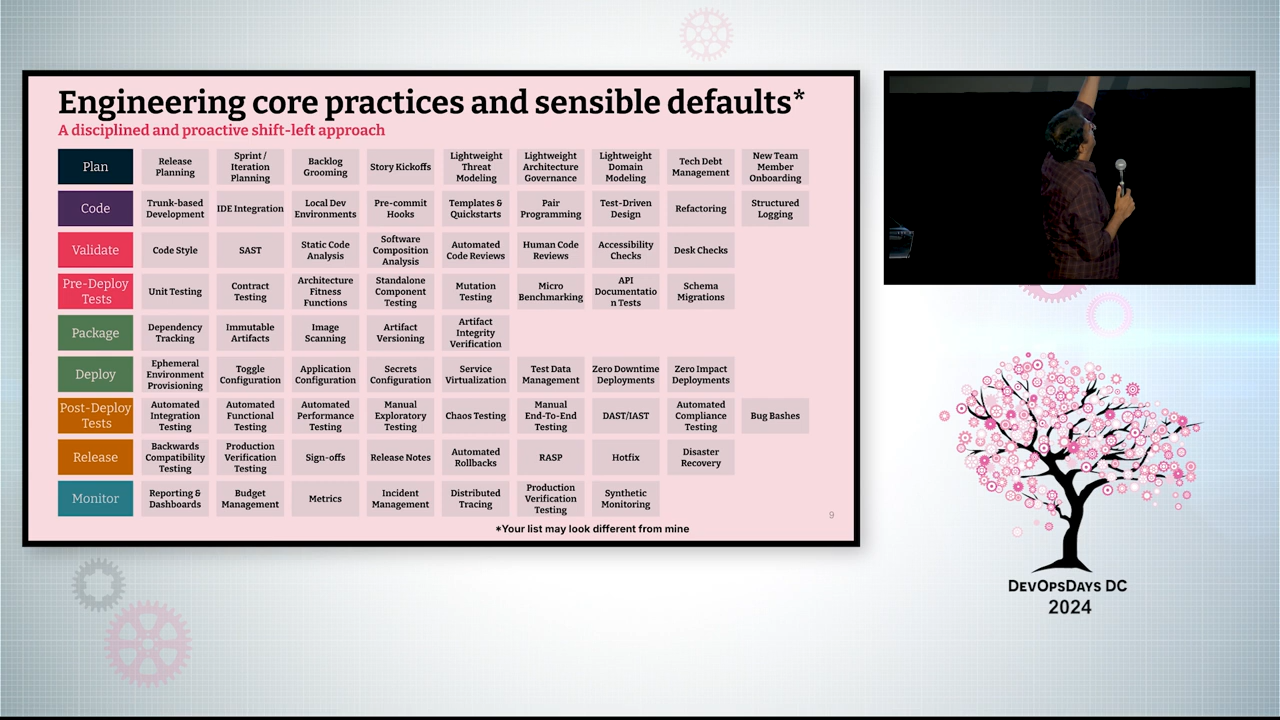 Engineering core practices and sensible defaults*
A disciplined and proactive shift-left approach
Plan
Release
Planning
Sprint /
Iteration
Planning
Backlog
Grooming
Story Kickoffs
Lightweight
Threat
Modeling
Lightweight
Architecture
Governance
Lightweight
Domain
Modeling
Tech Debt
Management
New Team
Member
Onboarding
Code
Trunk-based
Development
IDE Integration
Local Dev
Environments
Pre-commit
Hooks
Templates &
Quickstarts
Pair
Programming
Test-Driven
Design
Refactoring
Structured
Logging
Validate
Code Style
SAST
Static Code
Analysis
Software
Composition
Analysis
Automated
Code Reviews
Human Code
Reviews
Accessibility
Checks
Desk Checks
Pre-Deploy
Tests
Unit Testing
Contract
Testing
Architecture
Fitness
Functions
Standalone
Component
Testing
Mutation
Testing
Micro
Benchmarking
API
Documentatio
n Tests
Schema
Migrations
Package
Dependency
Tracking
Immutable
Artifacts
Image
Scanning
Artifact
Versioning
Artifact
Integrity
Verification
Deploy
Ephemeral
Environment
Provisioning
Toggle
Configuration
Application
Configuration
Secrets
Configuration
Service
Virtualization
Test Data
Management
Zero Downtime
Deployments
Zero Impact
Deployments
Post-Deploy
Tests
Automated
Integration
Testing
Automated
Functional
Testing
Automated
Performance
Testing
Manual
Exploratory
Testing
Chaos Testing
Manual
End-To-End
Testing
DAST/IAST
Automated
Compliance
Testing
Bug Bashes
Release
Backwards
Compatibility
Testing
Production
Verification
Testing
Sign-offs
Release Notes
Automated
Rollbacks
RASP
Hotfix
Disaster
Recovery
Monitor
Reporting &
Dashboards
Budget
Management
Metrics
Incident
Management
Distributed
Tracing
Production
Verification
Testing
Synthetic
Monitoring
9
*Your list may look different from mine
DevOpsDays DC
2024